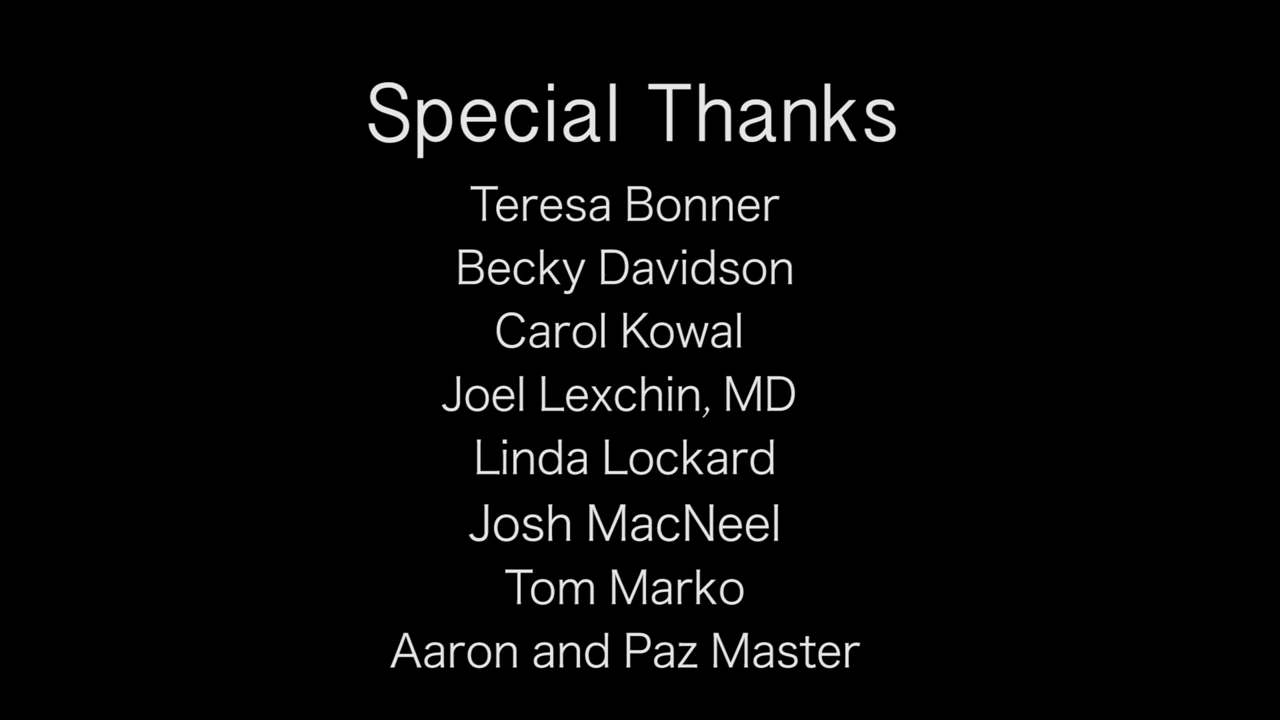 Special Thanks
Teresa Bonner
Becky Davidson
Carol Kowal
Joel Lexchin, MD
Linda Lockard
Josh MacNeel
Tom Marko
Aaron and Paz Master